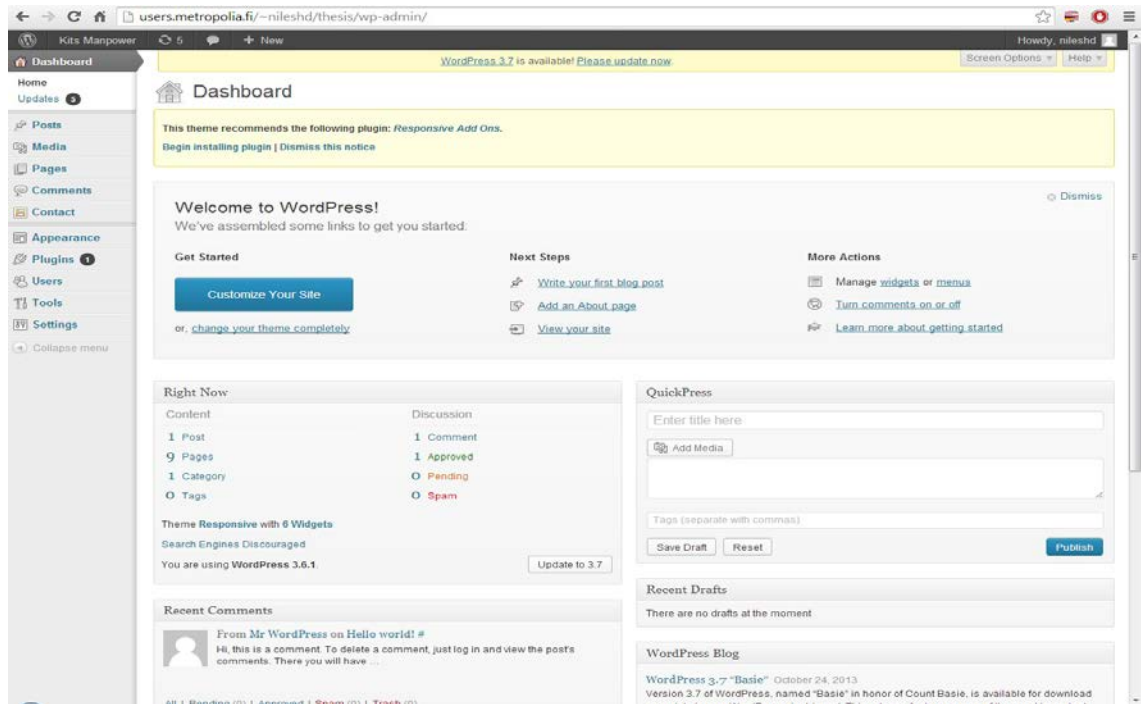 users.metropolia.fi/~nileshd/thesis/wp-admin/
Kits Manpower 5 + New Howdy, nileshd
Dashboard
Home
Updates
Posts
Media
Pages
Comments
Contact
Appearance
Plugins 1
Users
Tools
Settings
Collapse menu
WordPress 3.7 is available! Please update now.
Screen Options Help
Dashboard
This theme recommends the following plugin: Responsive Add Ons.
Begin installing plugin | Dismiss this notice
Dismiss
Welcome to WordPress!
We've assembled some links to get you started:
Get Started
Customize Your Site
or, change your theme completely
Next Steps
Write your first blog post
Add an About page
View your site
More Actions
Manage widgets or menus
Turn comments on or off
Learn more about getting started
Right Now
Content
1 Post
9 Pages
1 Category
0 Tags
Discussion
1 Comment
1 Approved
0 Pending
0 Spam
Theme Responsive with 6 Widgets
Search Engines Discouraged
You are using WordPress 3.6.1.
Update to 3.7
Recent Comments
From Mr WordPress on Hello world! #
Hi, this is a comment. To delete a comment, just log in and view the post's
comments. There you will have ...
All | Pending (0) | Approved | Spam (0) | Trash (0)
QuickPress
Enter title here
Add Media
Tags (separate with commas)
Save Draft Reset Publish
Recent Drafts
There are no drafts at the moment
WordPress Blog
WordPress 3.7 “Basie” October 24, 2013
Version 3.7 of WordPress, named “Basie” in honor of Count Basie, is available for download